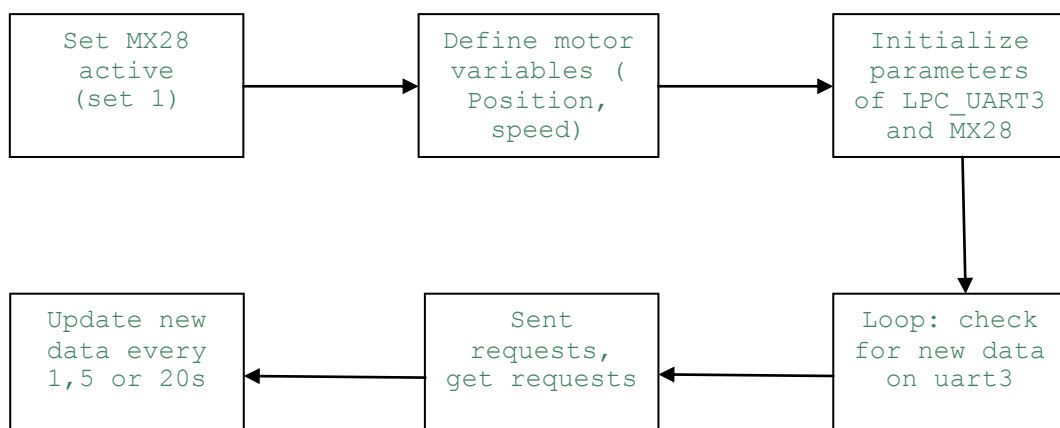 Set MX28
active
(set 1)
Define motor
variables (
Position,
speed)
Initialize
parameters
of LPC_UART3
and MX28
Loop: check
for new data
on uart3
Sent
requests,
get requests
Update new
data every
1,5 or 20s